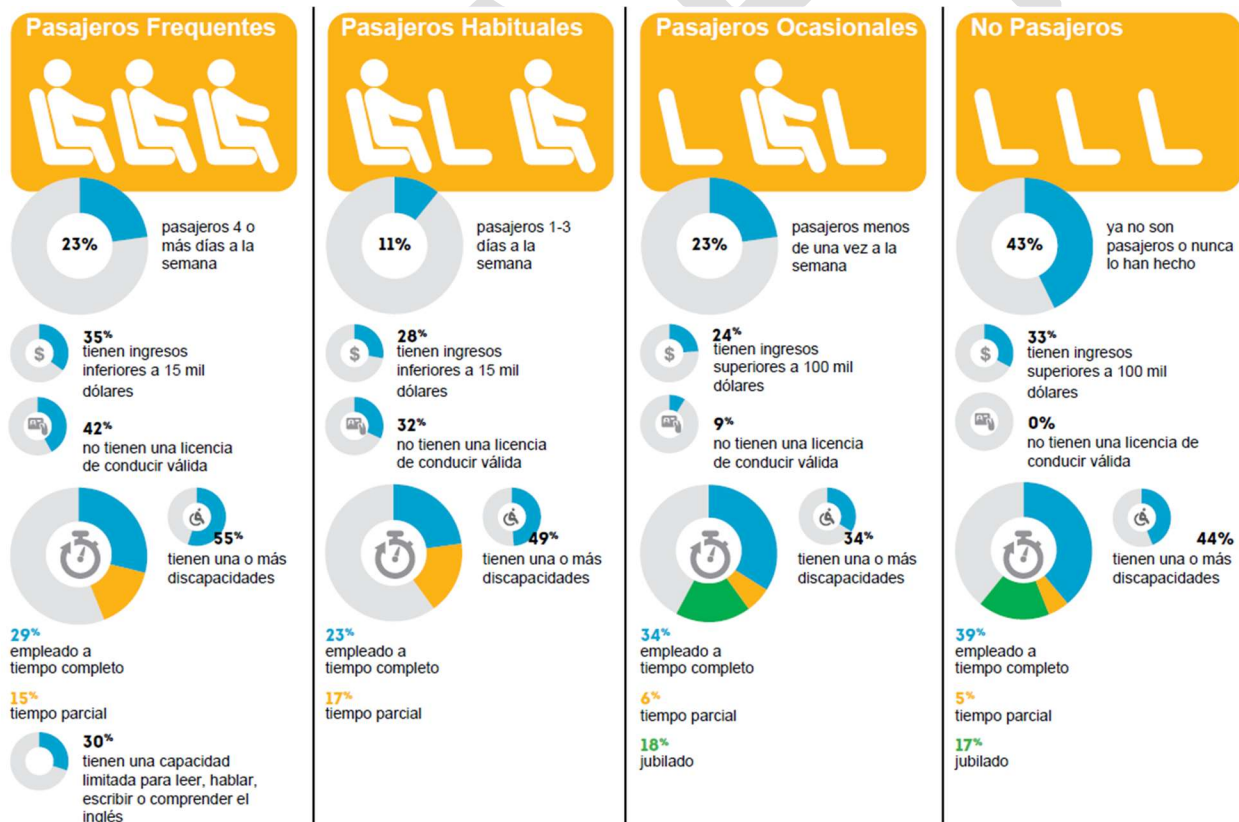 Pasajeros Frequentes
23%
pasajeros 4 o
más días a la
semana
35%
tienen ingresos
inferiores a 15 mil
dólares
42%
no tienen una licencia
de conducir válida
55%
tienen una o más
discapacidades
29%
empleado a
tiempo completo
15%
tiempo parcial
30%
tienen una capacidad
limitada para leer, hablar,
escribir o comprender el
inglés
Pasajeros Habituales
11%
pasajeros 1-3
días a la
semana
$
28%
tienen ingresos
inferiores a 15 mil
dólares
32%
no tienen una licencia
de conducir válida
49%
tienen una o más
discapacidades
23%
empleado a
tiempo completo
17%
tiempo parcial
Pasajeros Ocasionales
23%
pasajeros menos
de una vez a la
semana
$
24%
tienen ingresos
superiores a 100 mil
dólares
9%
no tienen una licencia
de conducir válida
34%
tienen una o más
discapacidades
34%
empleado a
tiempo completo
6%
tiempo parcial
18%
jubilado
No Pasajeros
43%
ya no son
pasajeros o nunca
lo han hecho
$
33%
tienen ingresos
superiores a 100 mil
dólares
0%
no tienen una licencia de
conducir válida
44%
tienen una o más
discapacidades
39%
empleado a
tiempo completo
5%
tiempo parcial
17%
jubilado